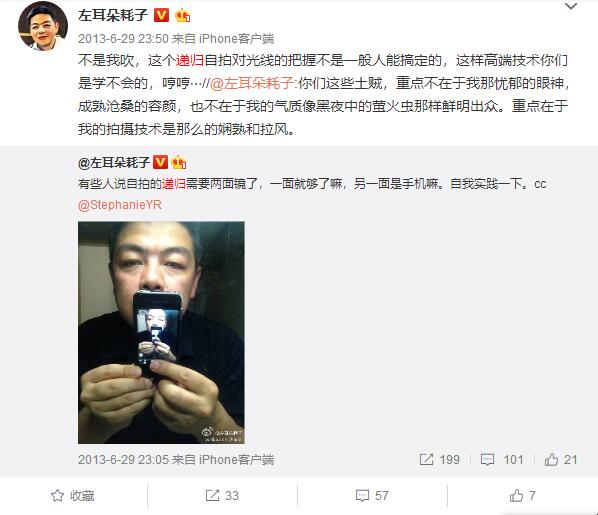 左耳朵耗子
2013-6-29 23:50 来自 iPhone客户端
不是我吹，这个递归自拍对光线的把握不是一般人能搞定的，这样高端技术你们
是学不会的，哼哼…//@左耳朵耗子:你们这些土贼，重点不在于我那忧郁的眼神，
成熟沧桑的容颜，也不在于我的气质像黑夜中的萤火虫那样鲜明出众。重点在于
我的拍摄技术是那么的娴熟和拉风。
@左耳朵耗子
有些人说自拍的递归需要两面镜了，一面就够了嘛，另一面是手机嘛。自我实践一下。cc
@StephanieYR
@左耳朵耗子
2013-6-29 23:05 来自 iPhone客户端
199 101 21
收藏 33 57 7